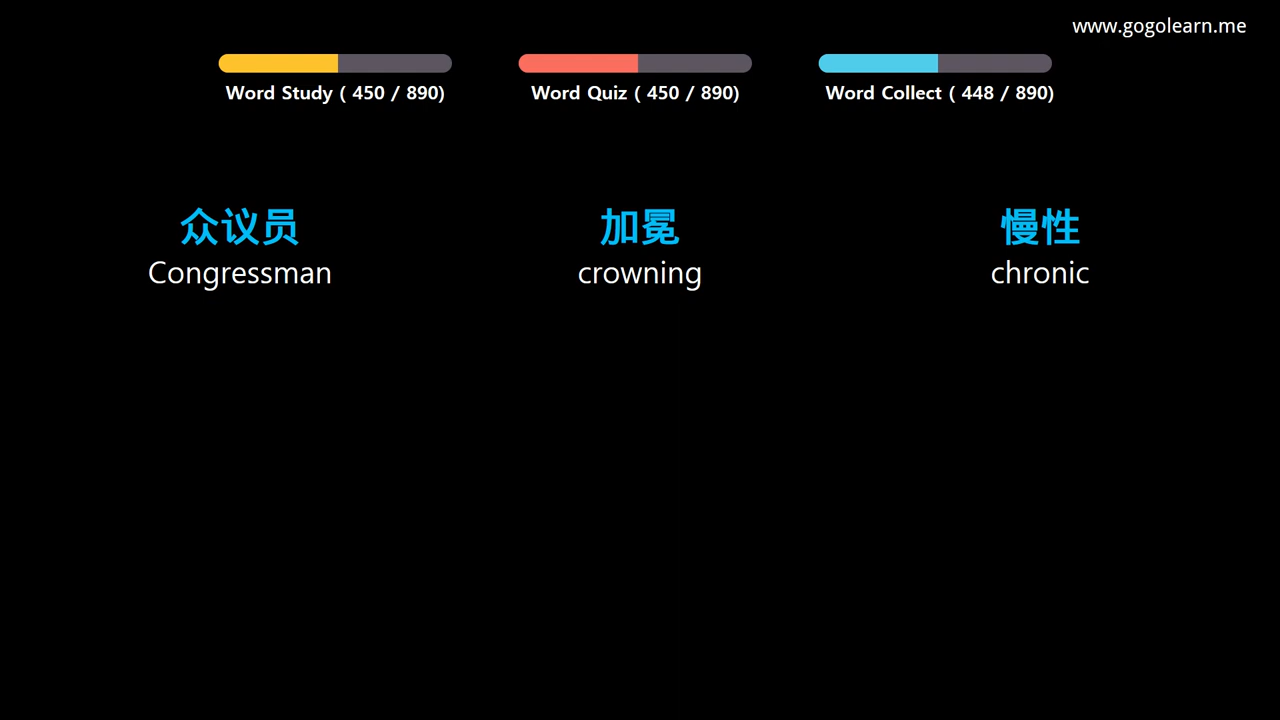 www.gogolearn.me
Word Study ( 450 / 890)
Word Quiz ( 450 / 890)
Word Collect ( 448 / 890)
众议员
Congressman
加冕
crowning
慢性
chronic